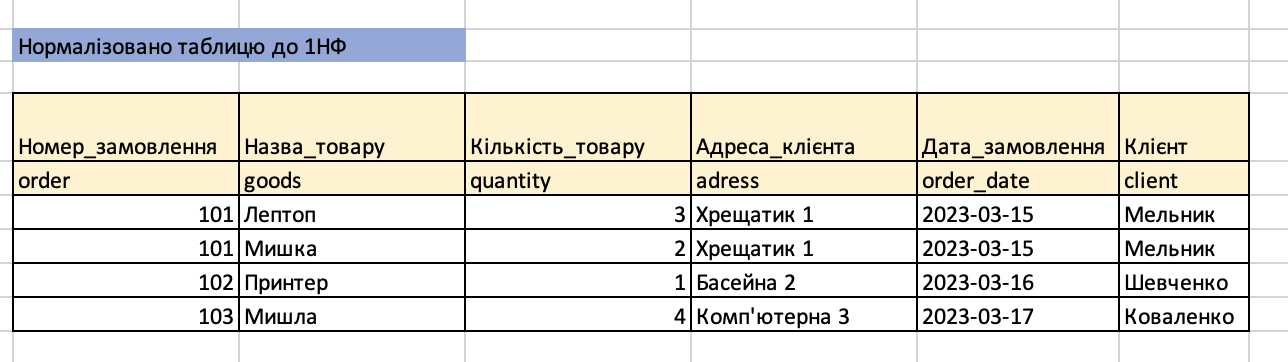 Нормалізовано таблицю до 1НФ
Номер_замовлення Назва_товару Кількість_товару Адреса_клієнта Дата_замовлення Клієнт
order goods quantity adress order_date client
101 Лептоп 3 Хрещатик 1 2023-03-15 Мельник
101 Мишка 2 Хрещатик 1 2023-03-15 Мельник
102 Принтер 1 Басейна 2 2023-03-16 Шевченко
103 Мишла 4 Комп'ютерна 3 2023-03-17 Коваленко